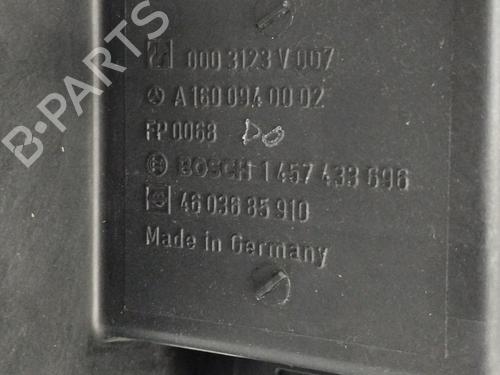 B-PARTS
000 3123 V 007
A 160 094 00 02
FP 0068 DO
BOSCH 1 457 433 696
46 036 85 910
Made in Germany